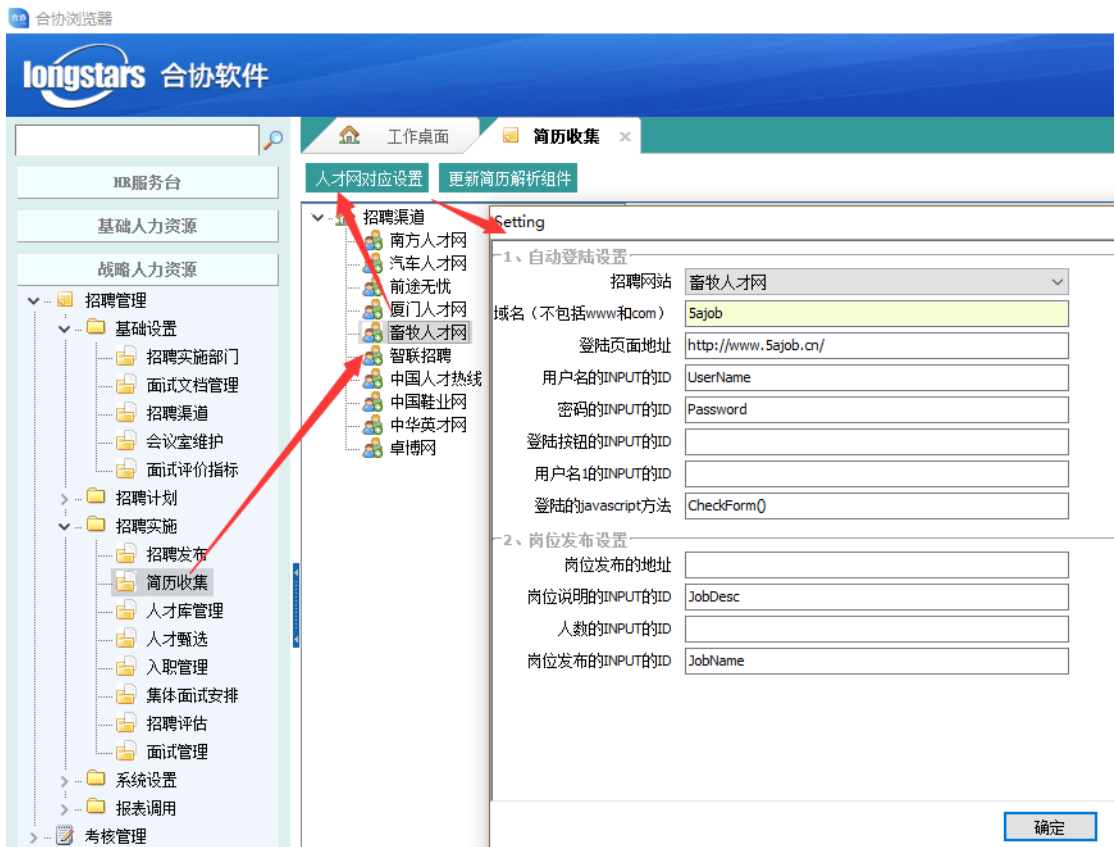 合协浏览器
longstars 合协软件
工作桌面
简历收集
HR服务台
基础人力资源
战略人力资源
招聘管理
基础设置
招聘实施部门
面试文档管理
招聘渠道
会议室维护
面试评价指标
招聘计划
招聘实施
招聘发布
简历收集
人才库管理
人才甄选
入职管理
集体面试安排
招聘评估
面试管理
系统设置
报表调用
考核管理
人才网对应设置 更新简历解析组件
招聘渠道
南方人才网
汽车人才网
前途无忧
厦门人才网
畜牧人才网
智联招聘
中国人才热线
中国鞋业网
中华英才网
卓博网
Setting
1、自动登陆设置
招聘网站 畜牧人才网
域名（不包括www和com） 5ajob
登陆页面地址 http://www.5ajob.cn/
用户名的INPUT的ID UserName
密码的INPUT的ID Password
登陆按钮的INPUT的ID
用户名1的INPUT的ID
登陆的javascript方法 CheckForm()
2、岗位发布设置
岗位发布的地址
岗位说明的INPUT的ID JobDesc
人数的INPUT的ID
岗位发布的INPUT的ID JobName
确定